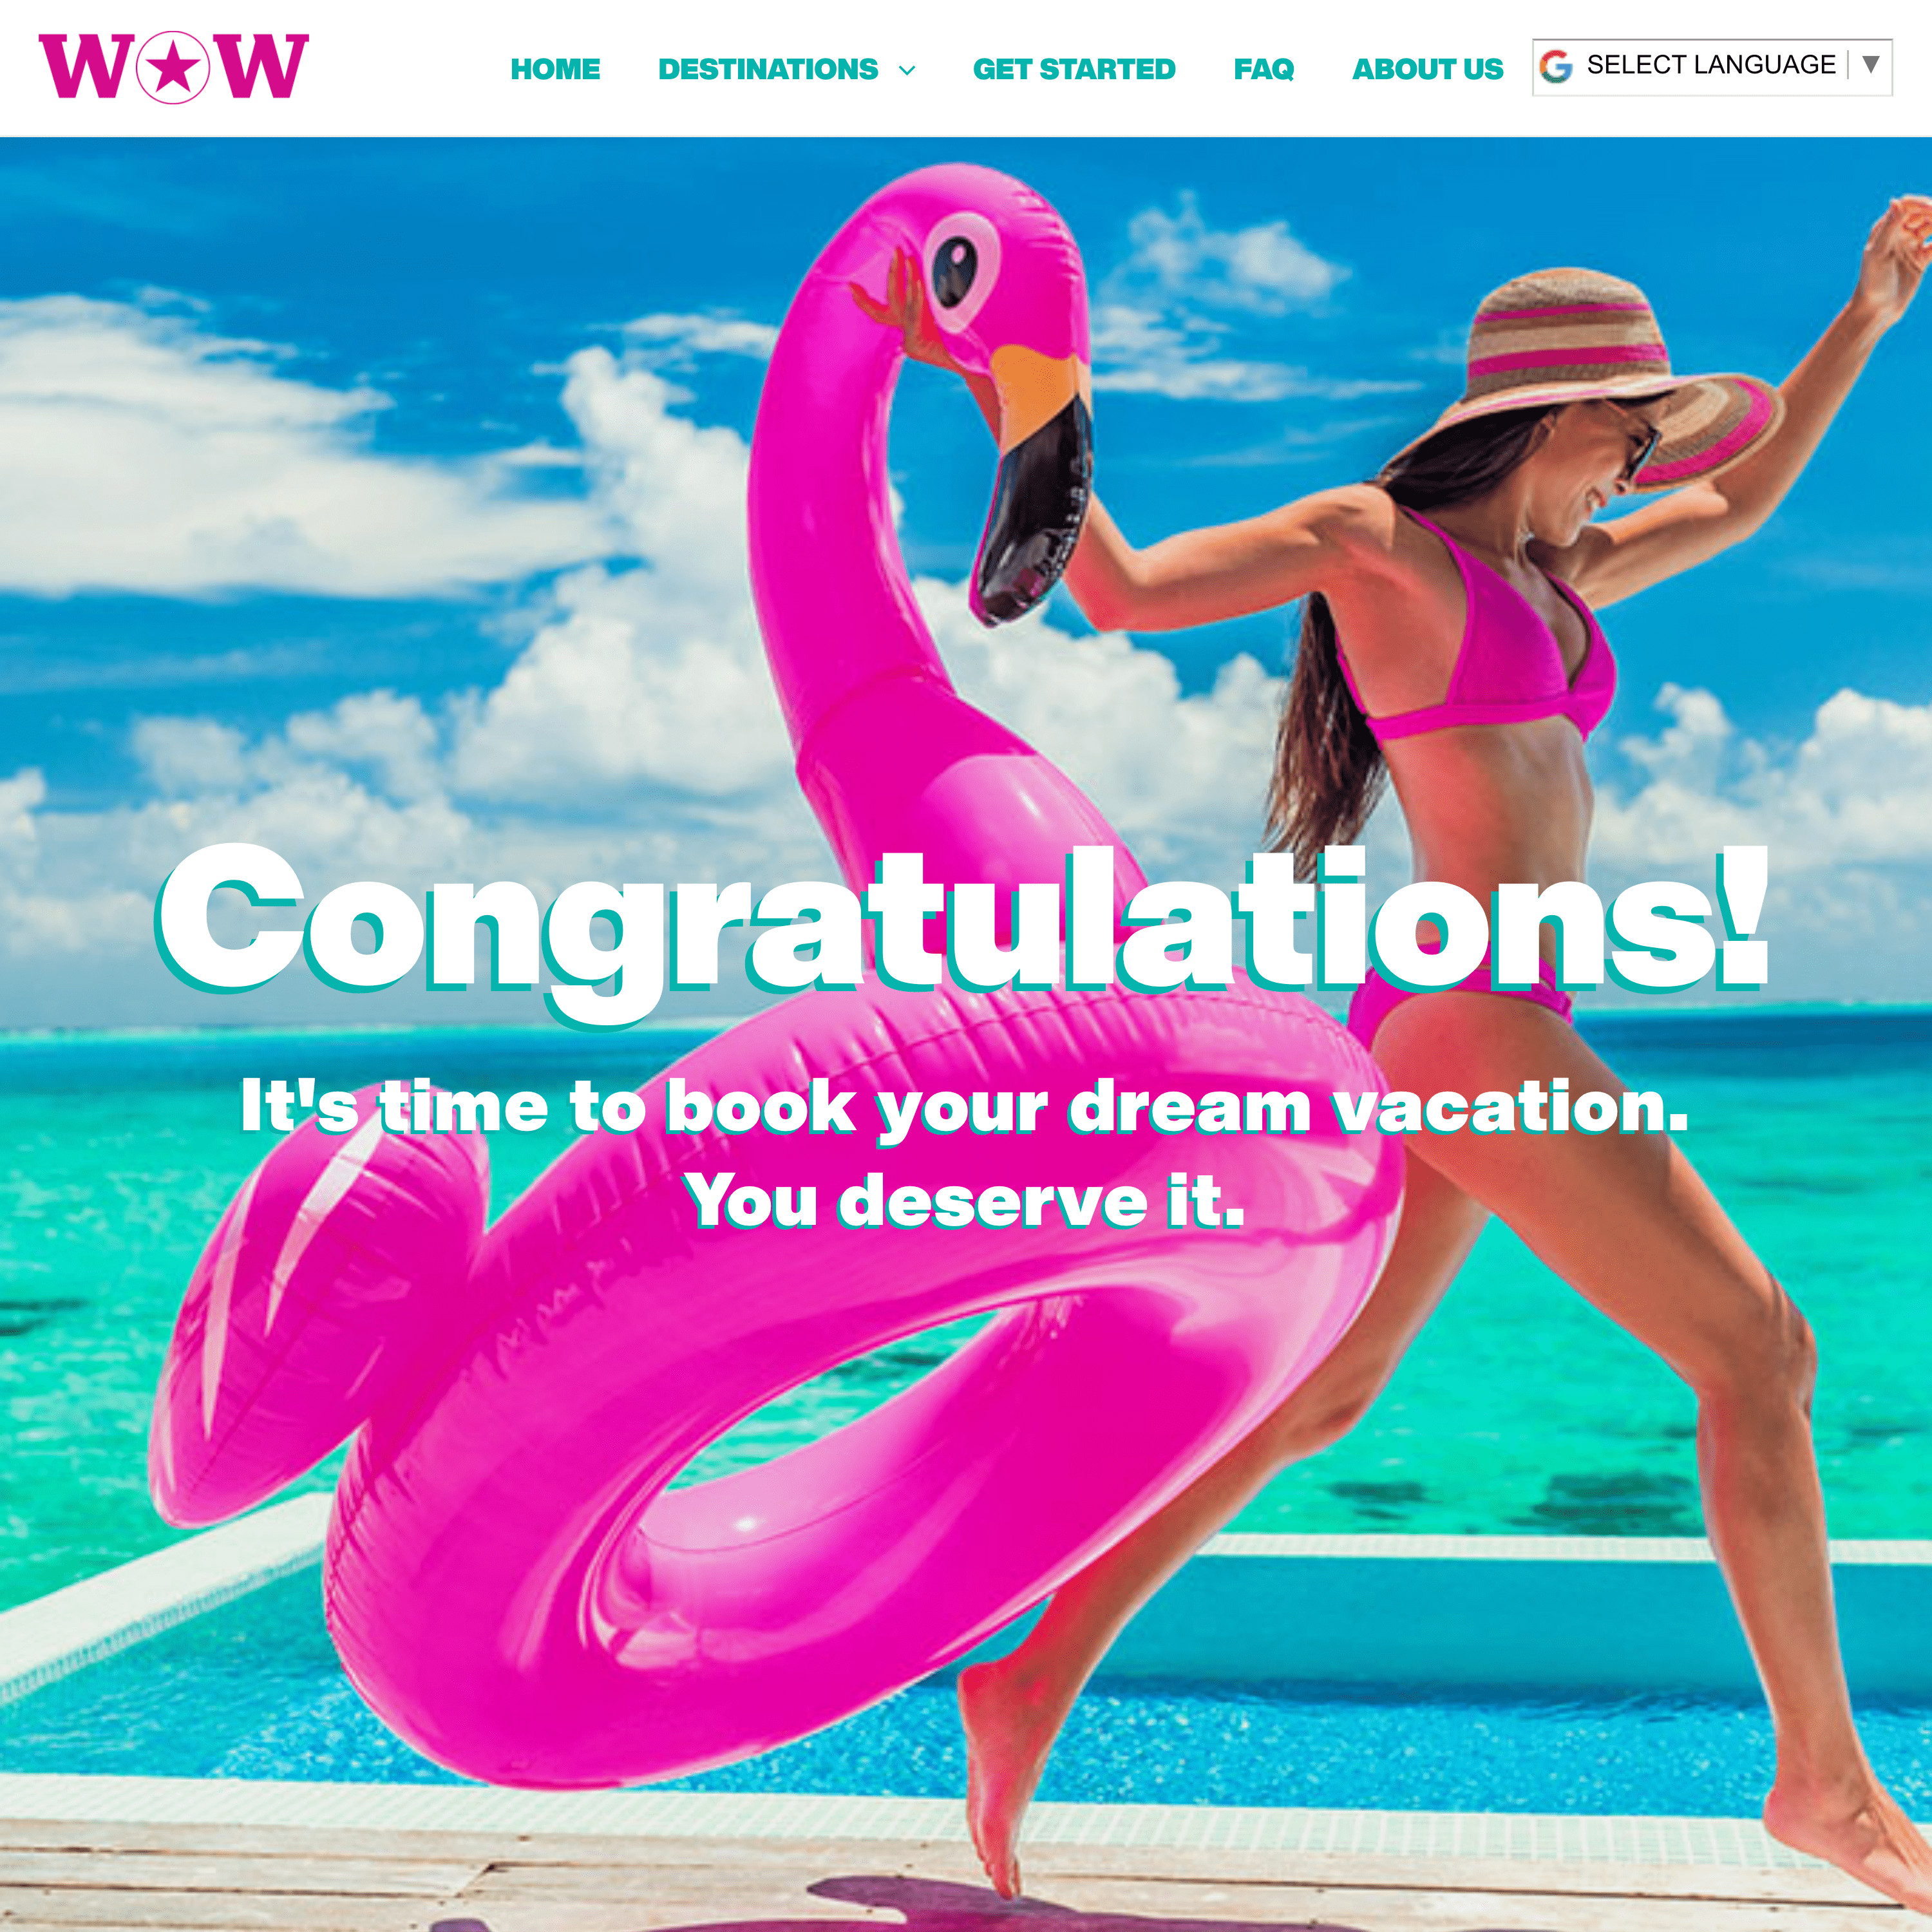 W★W
HOME
DESTINATIONS
GET STARTED
FAQ
ABOUT US
G SELECT LANGUAGE ▼
Congratulations!
It's time to book your dream vacation.
You deserve it.